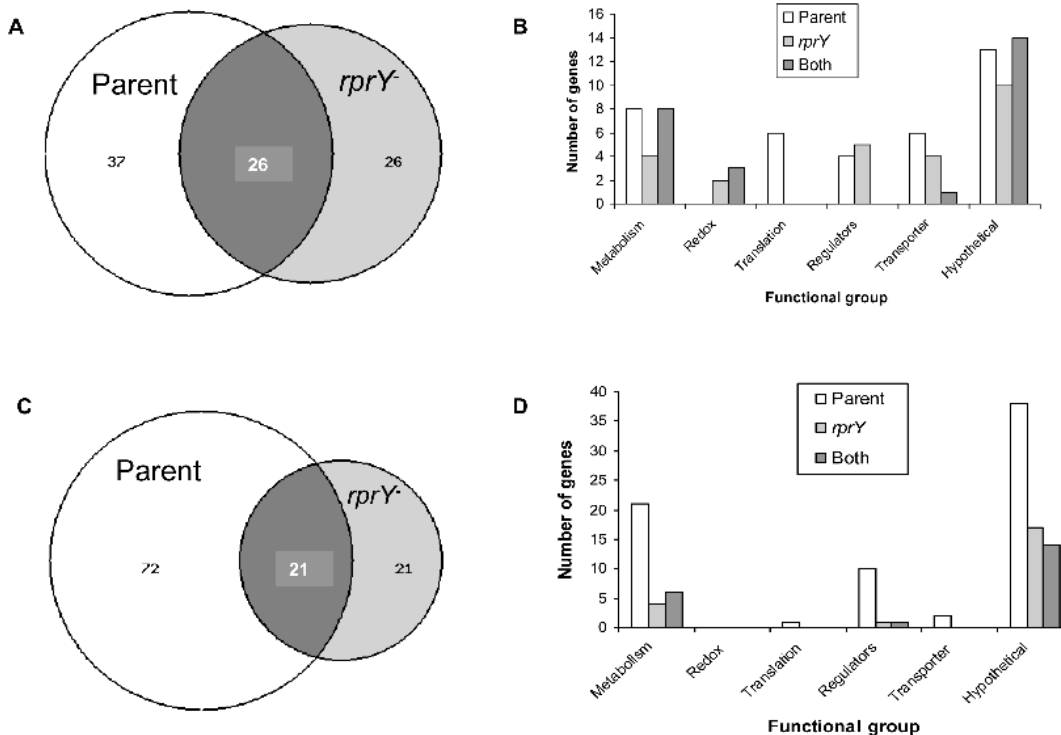 A
Parent
rprY-
37
26
26
B
Number of genes
16
14
12
10
8
6
4
2
0
Parent
rprY
Both
Metabolism
Redox
Translation
Regulators
Transporter
Hypothetical
Functional group
C
Parent
rprY-
72
21
21
D
Number of genes
40
35
30
25
20
15
10
5
0
Parent
rprY
Both
Metabolism
Redox
Translation
Regulators
Transporter
Hypothetical
Functional group